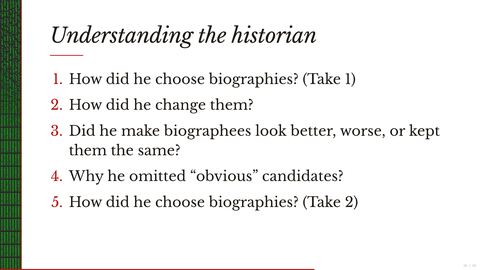 Understanding the historian
1. How did he choose biographies? (Take 1)
2. How did he change them?
3. Did he make biographees look better, worse, or kept
them the same?
4. Why he omitted “obvious” candidates?
5. How did he choose biographies? (Take 2)